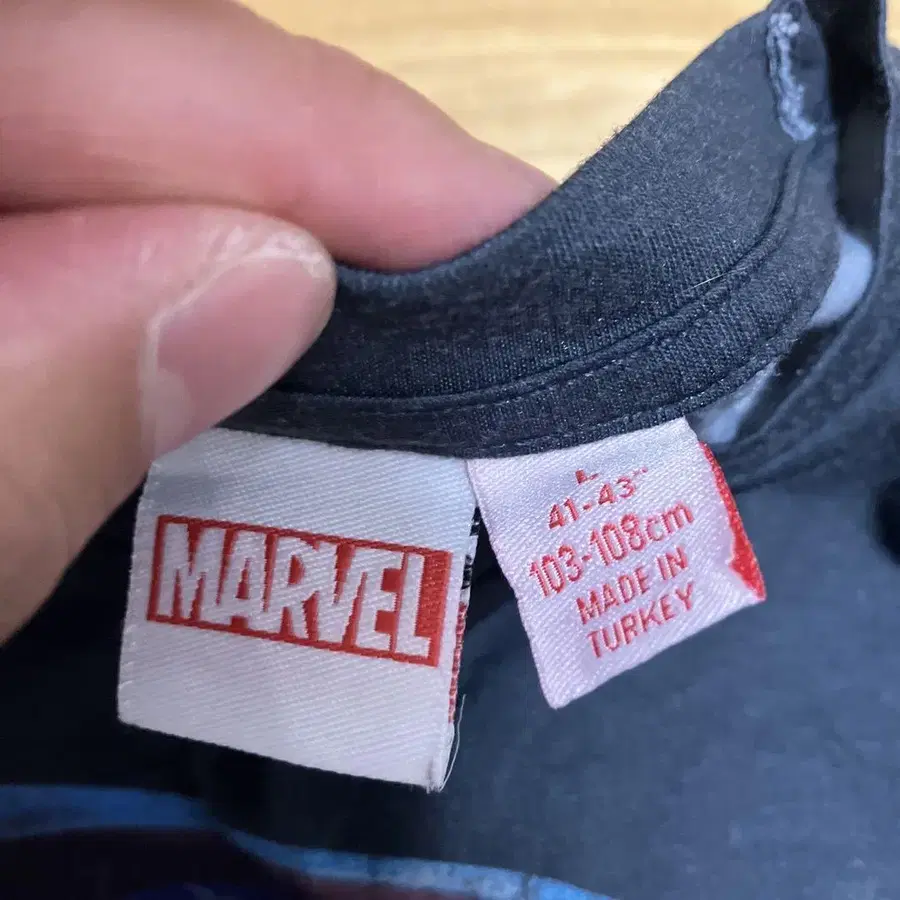 MARVEL
L
41-43"
103-108cm
MADE IN
TURKEY